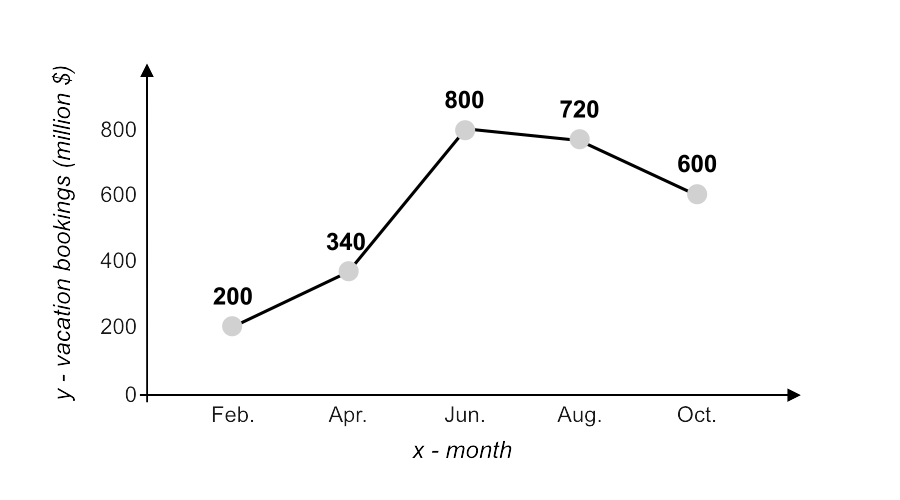 y - vacation bookings (million $)
800
600
400
200
0
200
340
800
720
600
Feb.
Apr.
Jun.
Aug.
Oct.
x - month